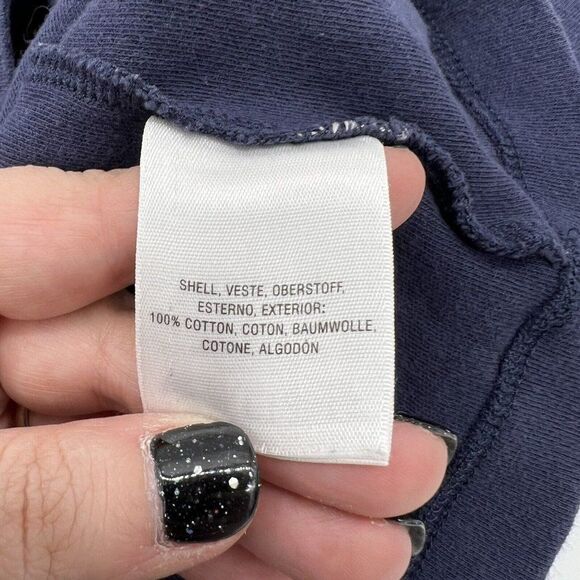 SHELL, VESTE, OBERSTOFF,
ESTERNO, EXTERIOR:
100% COTTON, COTON, BAUMWOLLE,
COTONE, ALGODÓN